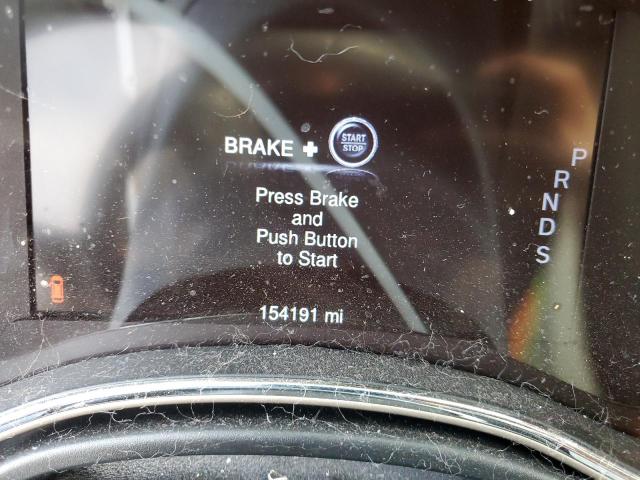 BRAKE + START STOP
Press Brake
and
Push Button
to Start
154191 mi
P
R
N
D
S